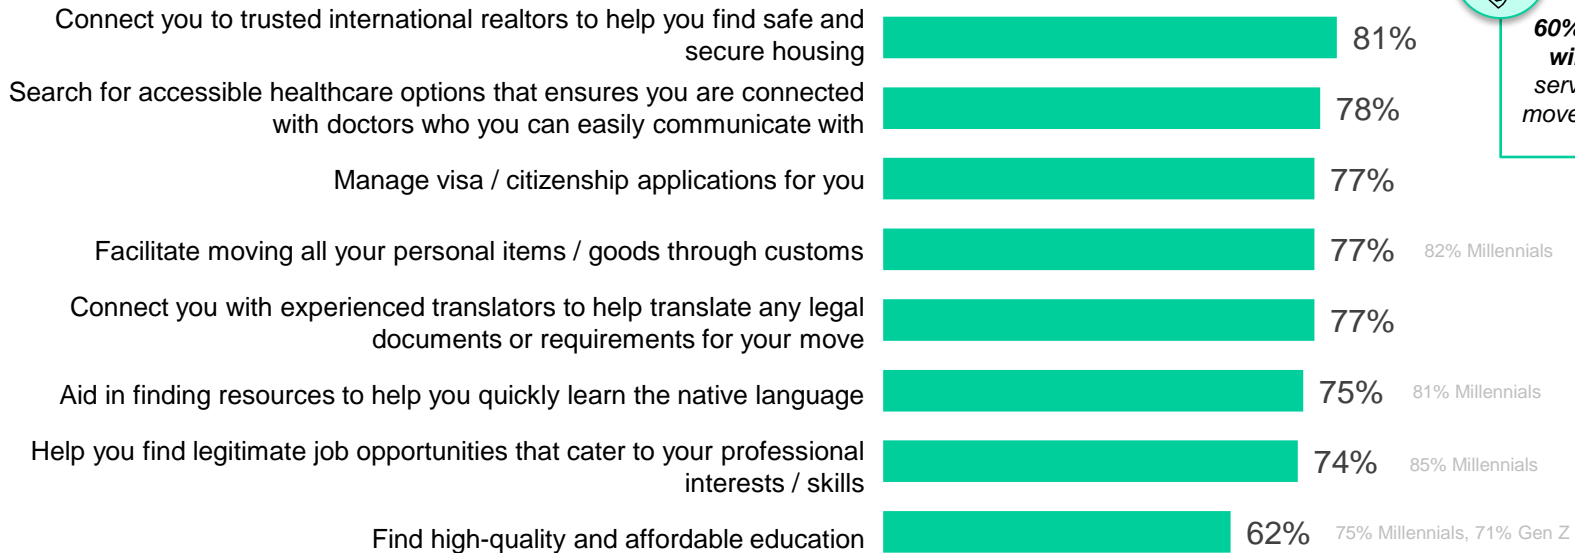 Connect you to trusted international realtors to help you find safe and
secure housing
81%
60%
wi
serv
move
Search for accessible healthcare options that ensures you are connected
with doctors who you can easily communicate with
78%
Manage visa / citizenship applications for you
77%
Facilitate moving all your personal items / goods through customs
77%
82% Millennials
Connect you with experienced translators to help translate any legal
documents or requirements for your move
77%
Aid in finding resources to help you quickly learn the native language
75%
81% Millennials
Help you find legitimate job opportunities that cater to your professional
interests / skills
74%
85% Millennials
Find high-quality and affordable education
62%
75% Millennials, 71% Gen Z